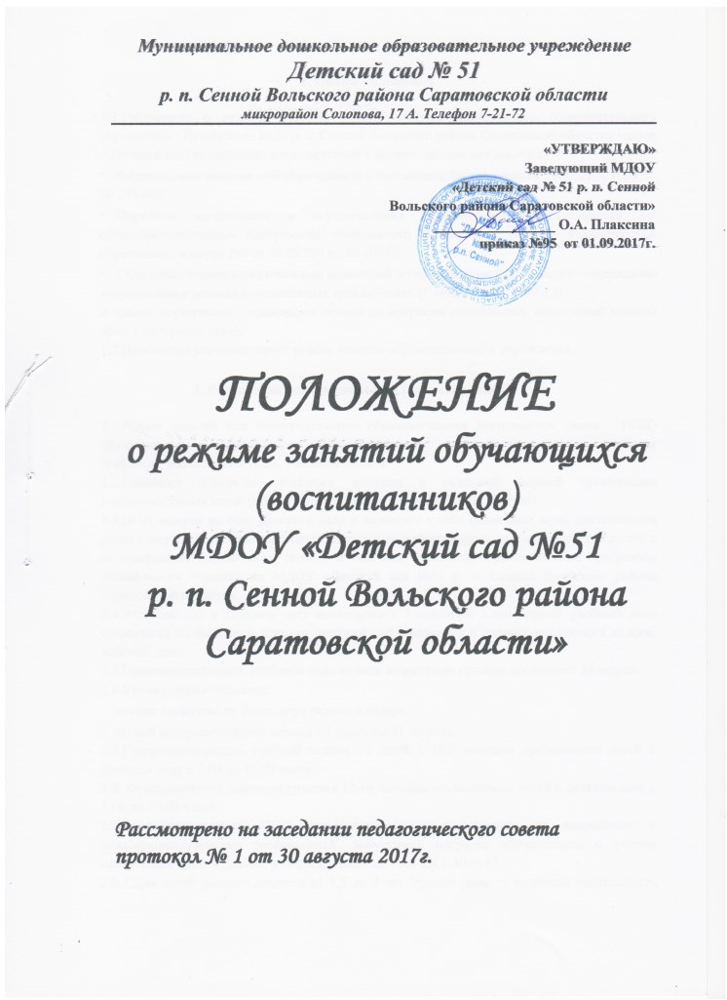 Муниципальное дошкольное образовательное учреждение
Детский сад № 51
р. п. Сенной Вольского района Саратовской области
микрорайон Солопова, 17 А. Телефон 7-21-72
«УТВЕРЖДАЮ»
Заведующий МДОУ
«Детский сад № 51 р. п. Сенной
Вольского района Саратовской области»
О.А. Плаксина
приказ №95 от 01.09.2017г.
ПОЛОЖЕНИЕ
о режиме занятий обучающихся
(воспитанников)
МДОУ «Детский сад №51
р. п. Сенной Вольского района
Саратовской области»
Рассмотрено на заседании педагогического совета
протокол № 1 от 30 августа 2017г.